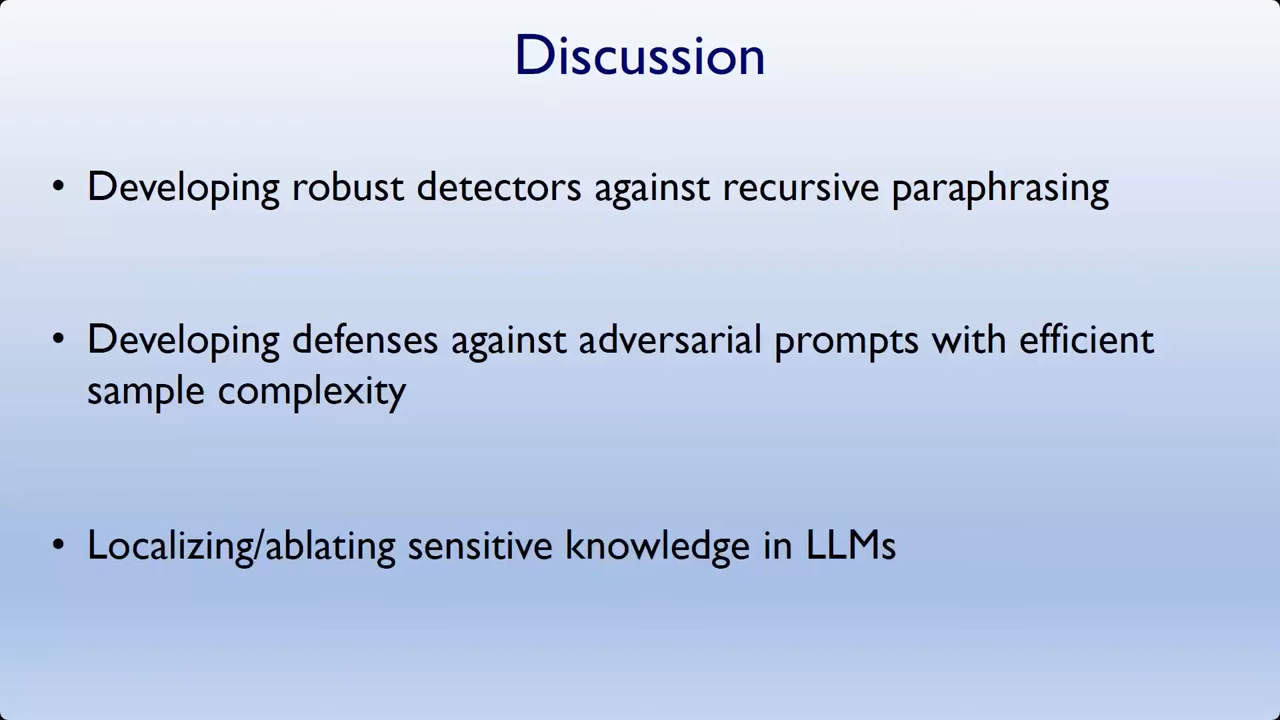 Discussion
• Developing robust detectors against recursive paraphrasing
• Developing defenses against adversarial prompts with efficient
sample complexity
• Localizing/ablating sensitive knowledge in LLMs